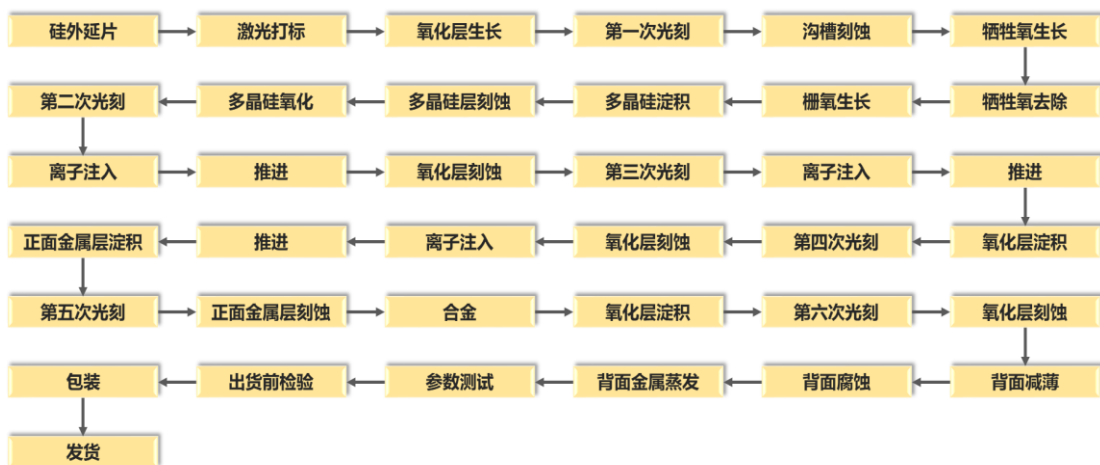 硅外延片 激光打标 氧化层生长 第一次光刻 沟槽刻蚀 牺牲氧生长
第二次光刻 多晶硅氧化 多晶硅层刻蚀 多晶硅淀积 栅氧生长 牺牲氧去除
离子注入 推进 氧化层刻蚀 第三次光刻 离子注入 推进
正面金属层淀积 推进 离子注入 氧化层刻蚀 第四次光刻 氧化层淀积
第五次光刻 正面金属层刻蚀 合金 氧化层淀积 第六次光刻 氧化层刻蚀
包装 出货前检验 参数测试 背面金属蒸发 背面腐蚀 背面减薄
发货